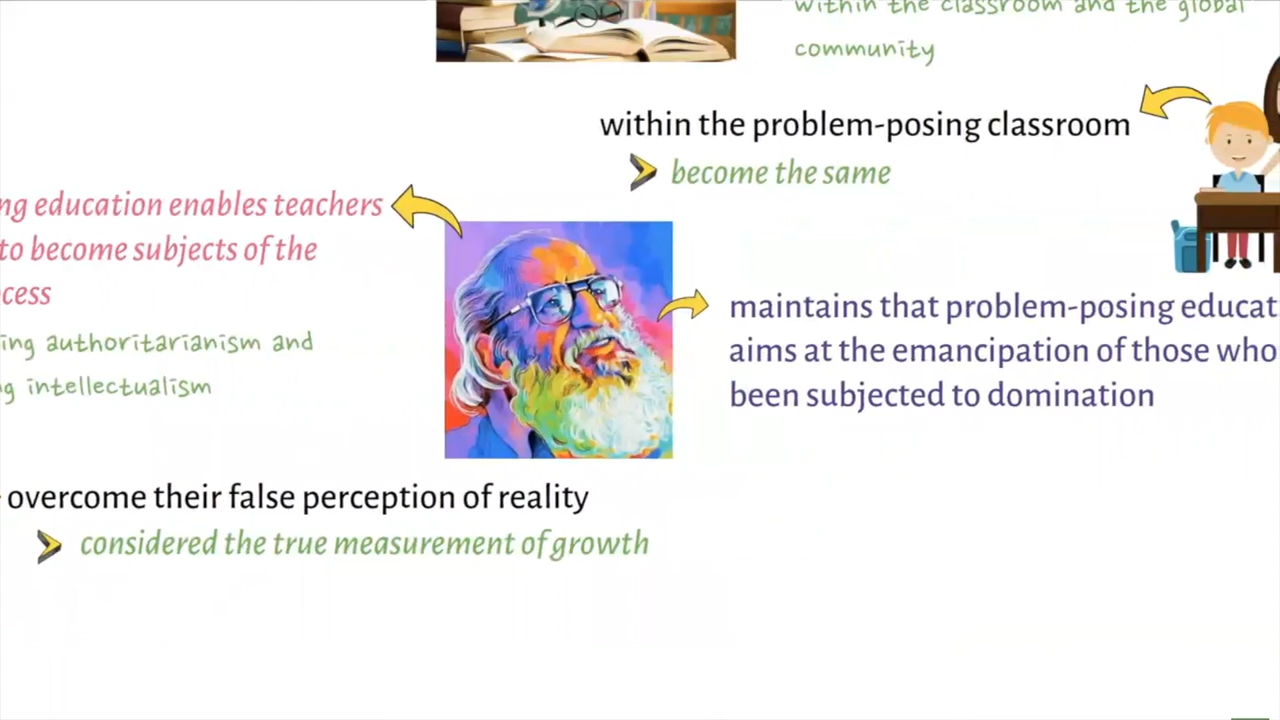 within the classroom and the global
community
within the problem-posing classroom
become the same
ng education enables teachers
to become subjects of the
cess
ing authoritarianism and
g intellectualism
maintains that problem-posing educat
aims at the emancipation of those who
been subjected to domination
overcome their false perception of reality
considered the true measurement of growth